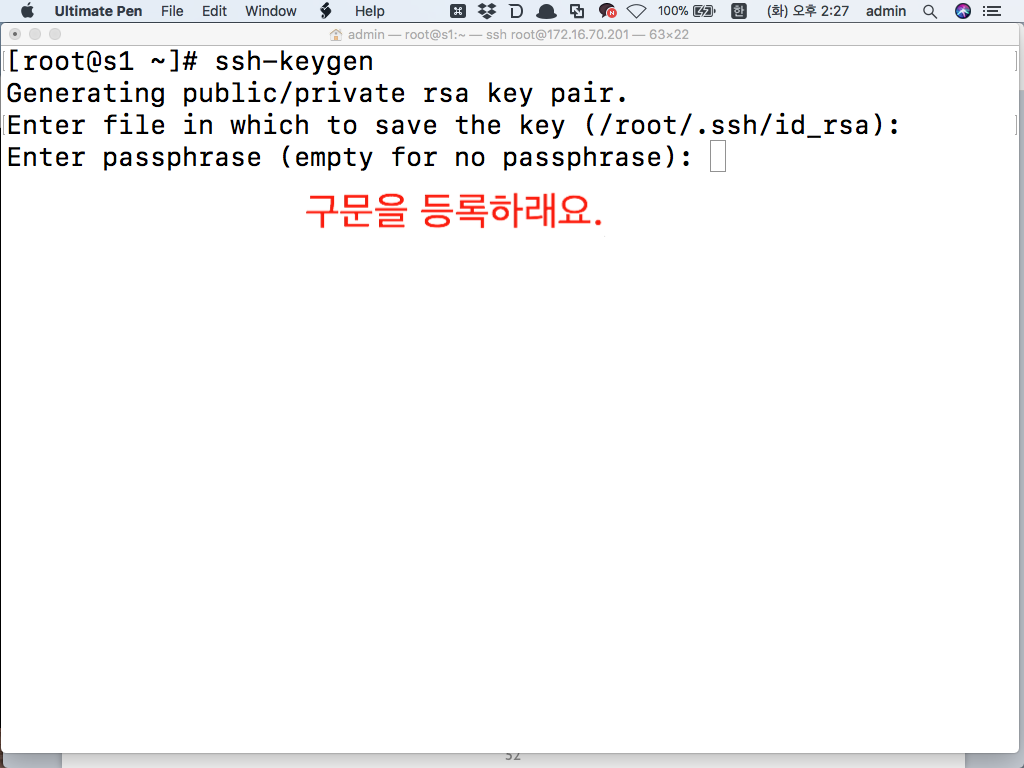 Ultimate Pen File Edit Window Help 100% 한 (화) 오후 2:27 admin
admin — root@s1:~ — ssh root@172.16.70.201 — 63×22
[root@s1 ~]# ssh-keygen
Generating public/private rsa key pair.
Enter file in which to save the key (/root/.ssh/id_rsa):
Enter passphrase (empty for no passphrase):
구문을 등록하래요.